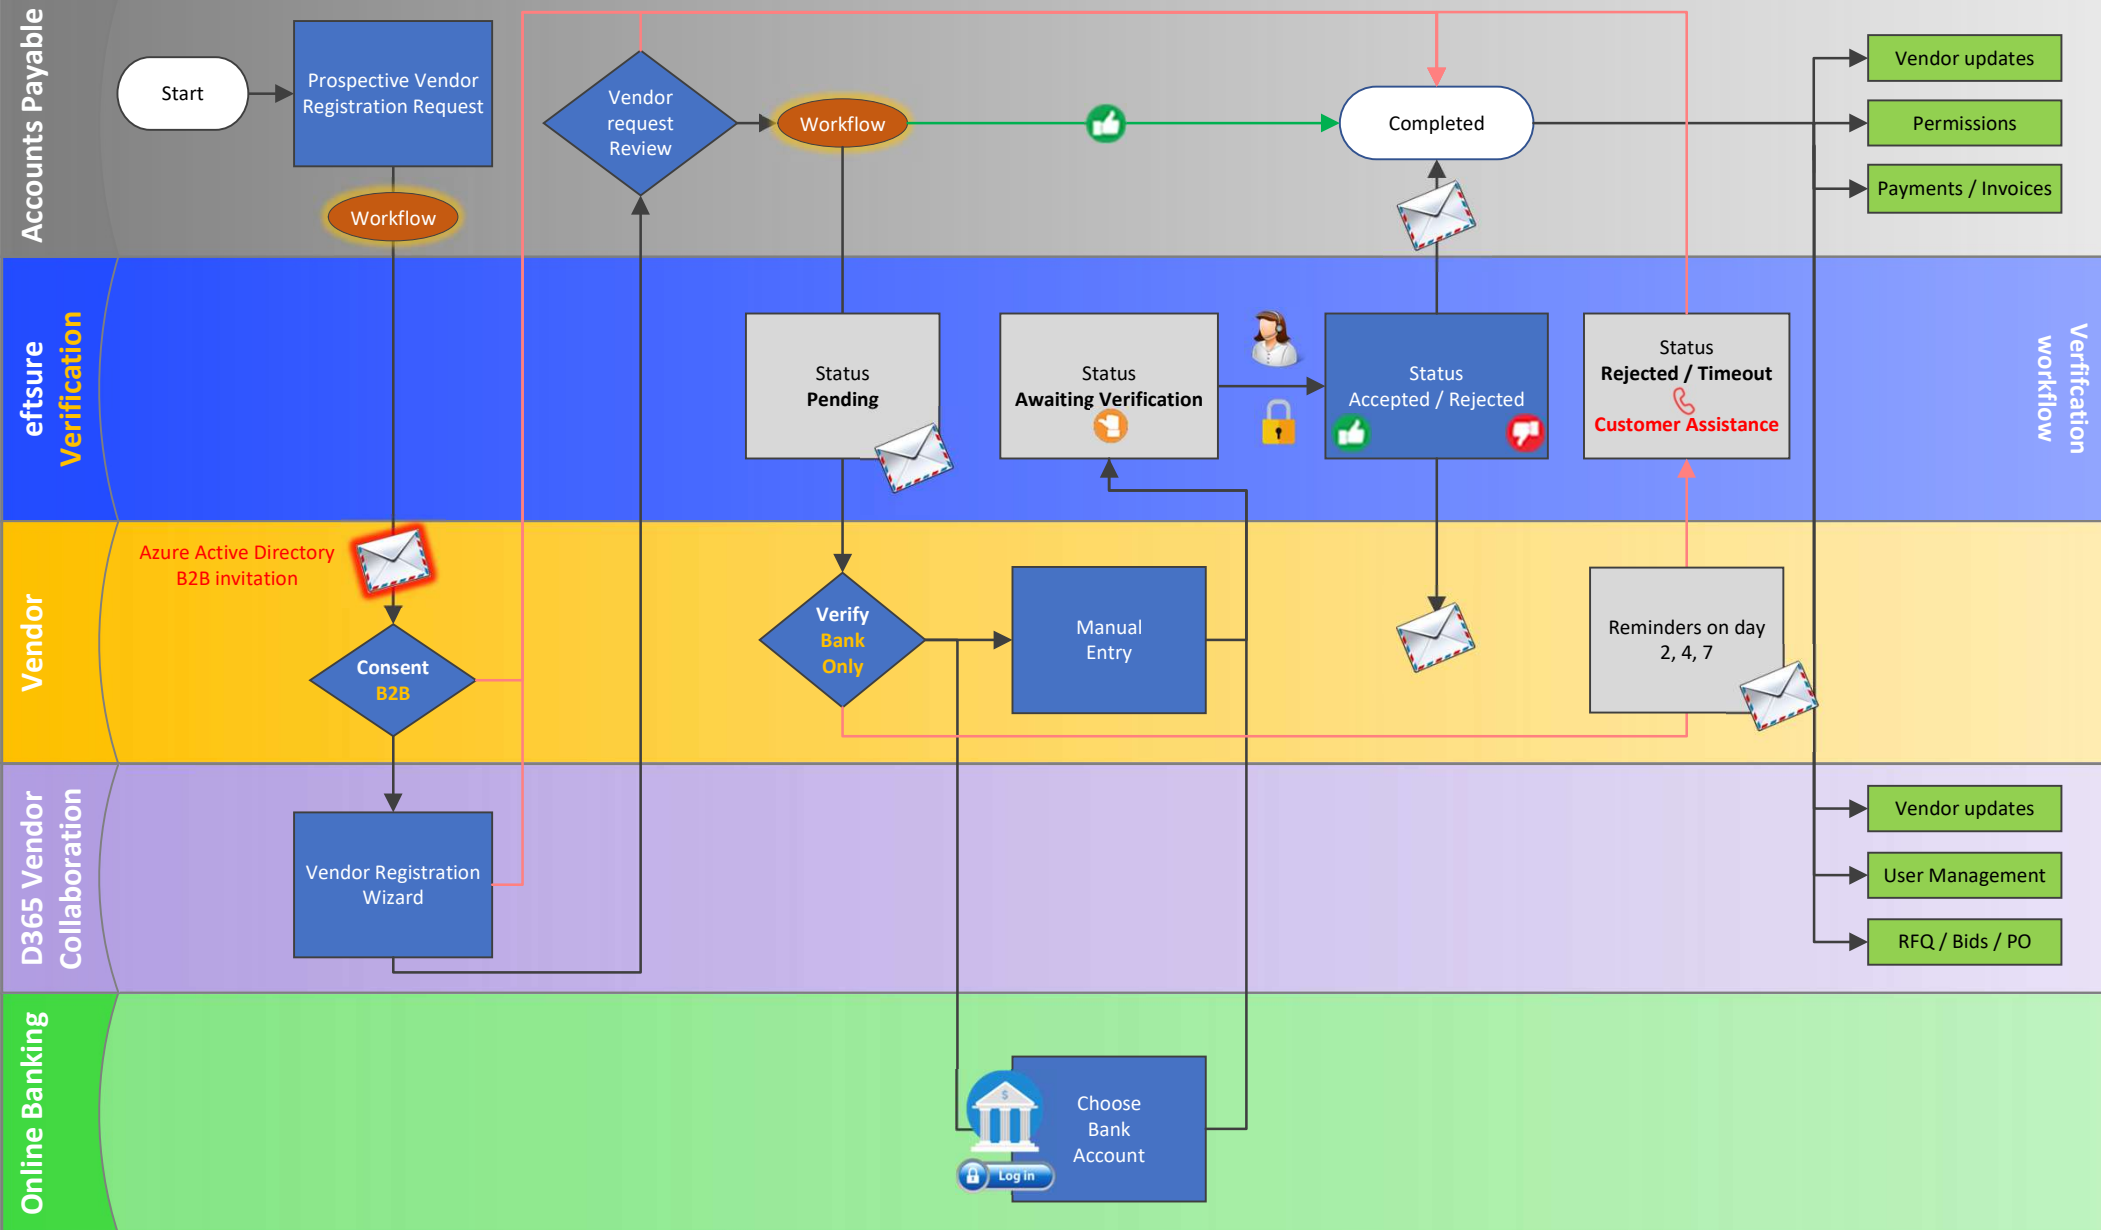 Accounts Payable
Start
Prospective Vendor
Registration Request
Workflow
Vendor
request
Review
Workflow
Completed
Vendor updates
Permissions
Payments / Invoices
eftsure
Verification
Status
Pending
Status
Awaiting Verification
Status
Accepted / Rejected
Status
Rejected / Timeout
Customer Assistance
Verfifcation
workflow
Vendor
Azure Active Directory
B2B invitation
Consent
B2B
Verify
Bank
Only
Manual
Entry
Reminders on day
2, 4, 7
D365 Vendor
Collaboration
Vendor Registration
Wizard
Vendor updates
User Management
RFQ / Bids / PO
Online Banking
$
Log in
Choose
Bank
Account